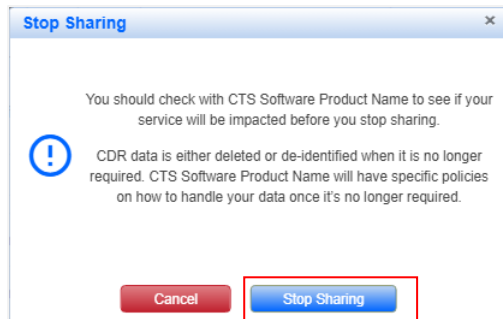 Stop Sharing
You should check with CTS Software Product Name to see if your
service will be impacted before you stop sharing.
CDR data is either deleted or de-identified when it is no longer
required. CTS Software Product Name will have specific policies
on how to handle your data once it's no longer required.
Cancel
Stop Sharing